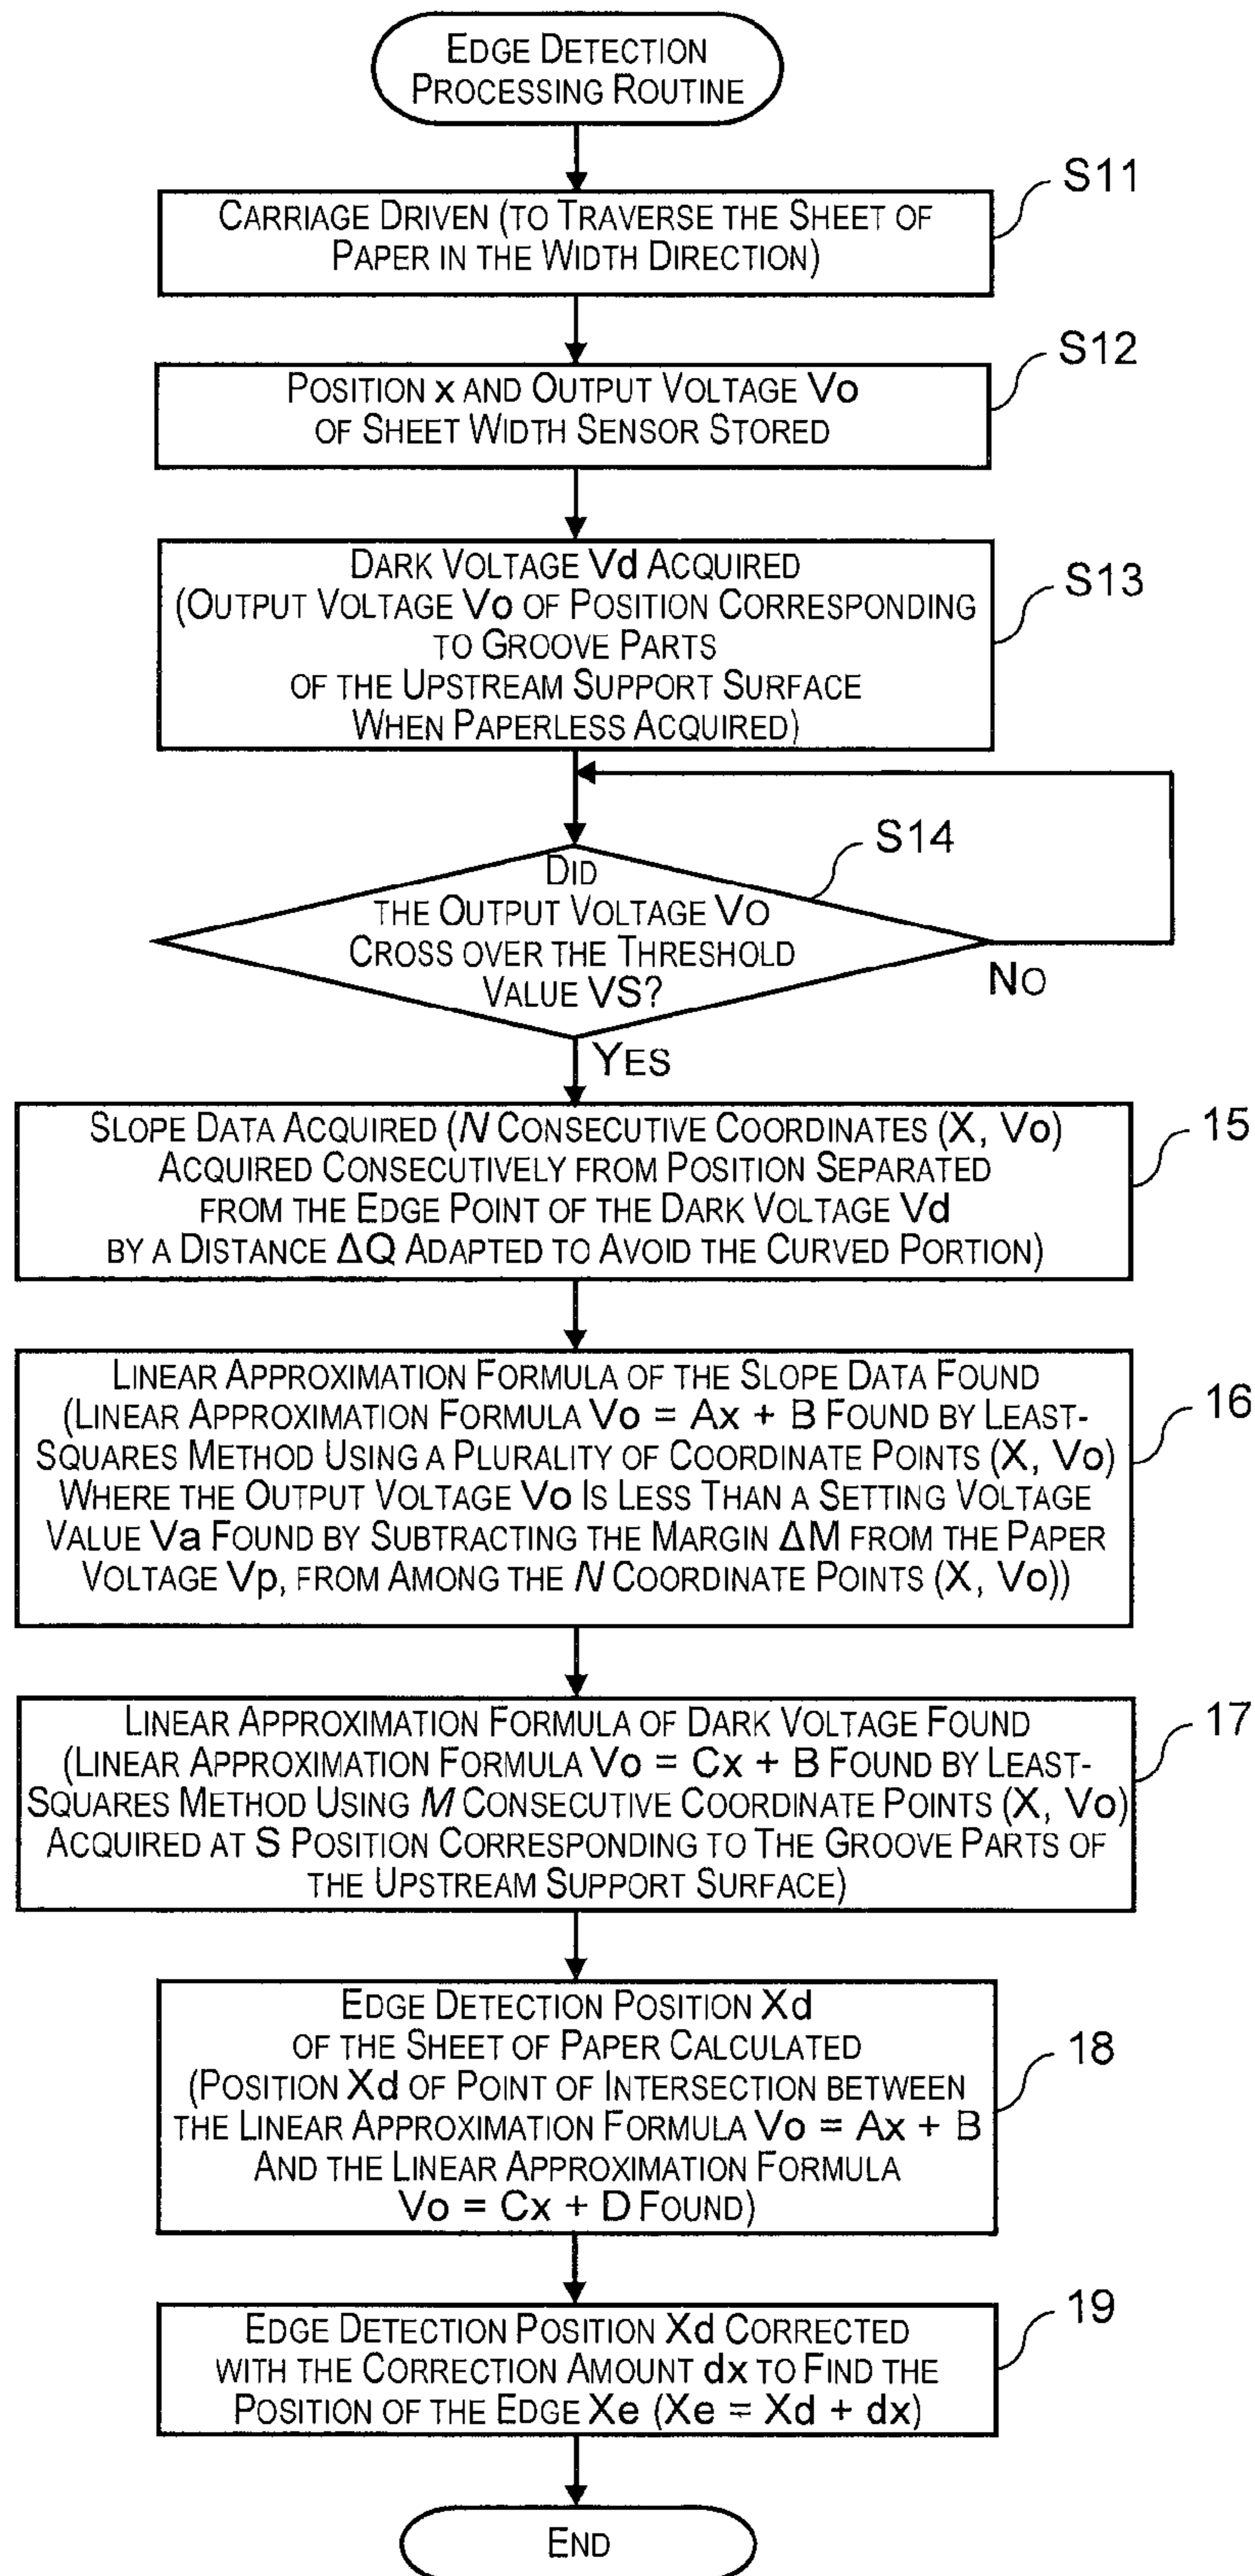 EDGE DETECTION
PROCESSING ROUTINE
S11
CARRIAGE DRIVEN (TO TRAVERSE THE SHEET OF
PAPER IN THE WIDTH DIRECTION)
S12
POSITION x AND OUTPUT VOLTAGE Vo
OF SHEET WIDTH SENSOR STORED
S13
DARK VOLTAGE Vd ACQUIRED
(OUTPUT VOLTAGE Vo OF POSITION CORRESPONDING
TO GROOVE PARTS
OF THE UPSTREAM SUPPORT SURFACE
WHEN PAPERLESS ACQUIRED)
S14
DID
THE OUTPUT VOLTAGE VO
CROSS OVER THE THRESHOLD
VALUE VS?
NO
YES
15
SLOPE DATA ACQUIRED (N CONSECUTIVE COORDINATES (X, Vo)
ACQUIRED CONSECUTIVELY FROM POSITION SEPARATED
FROM THE EDGE POINT OF THE DARK VOLTAGE Vd
BY A DISTANCE ΔQ ADAPTED TO AVOID THE CURVED PORTION)
16
LINEAR APPROXIMATION FORMULA OF THE SLOPE DATA FOUND
(LINEAR APPROXIMATION FORMULA Vo = Ax + B FOUND BY LEAST-
SQUARES METHOD USING A PLURALITY OF COORDINATE POINTS (X, Vo)
WHERE THE OUTPUT VOLTAGE Vo IS LESS THAN A SETTING VOLTAGE
VALUE Va FOUND BY SUBTRACTING THE MARGIN ΔM FROM THE PAPER
VOLTAGE Vp, FROM AMONG THE N COORDINATE POINTS (X, Vo))
17
LINEAR APPROXIMATION FORMULA OF DARK VOLTAGE FOUND
(LINEAR APPROXIMATION FORMULA Vo = Cx + B FOUND BY LEAST-
SQUARES METHOD USING M CONSECUTIVE COORDINATE POINTS (X, Vo)
ACQUIRED AT S POSITION CORRESPONDING TO THE GROOVE PARTS OF
THE UPSTREAM SUPPORT SURFACE)
18
EDGE DETECTION POSITION Xd
OF THE SHEET OF PAPER CALCULATED
(POSITION Xd OF POINT OF INTERSECTION BETWEEN
THE LINEAR APPROXIMATION FORMULA Vo = Ax + B
AND THE LINEAR APPROXIMATION FORMULA
Vo = Cx + D FOUND)
19
EDGE DETECTION POSITION Xd CORRECTED
WITH THE CORRECTION AMOUNT dx TO FIND THE
POSITION OF THE EDGE Xe (Xe = Xd + dx)
END